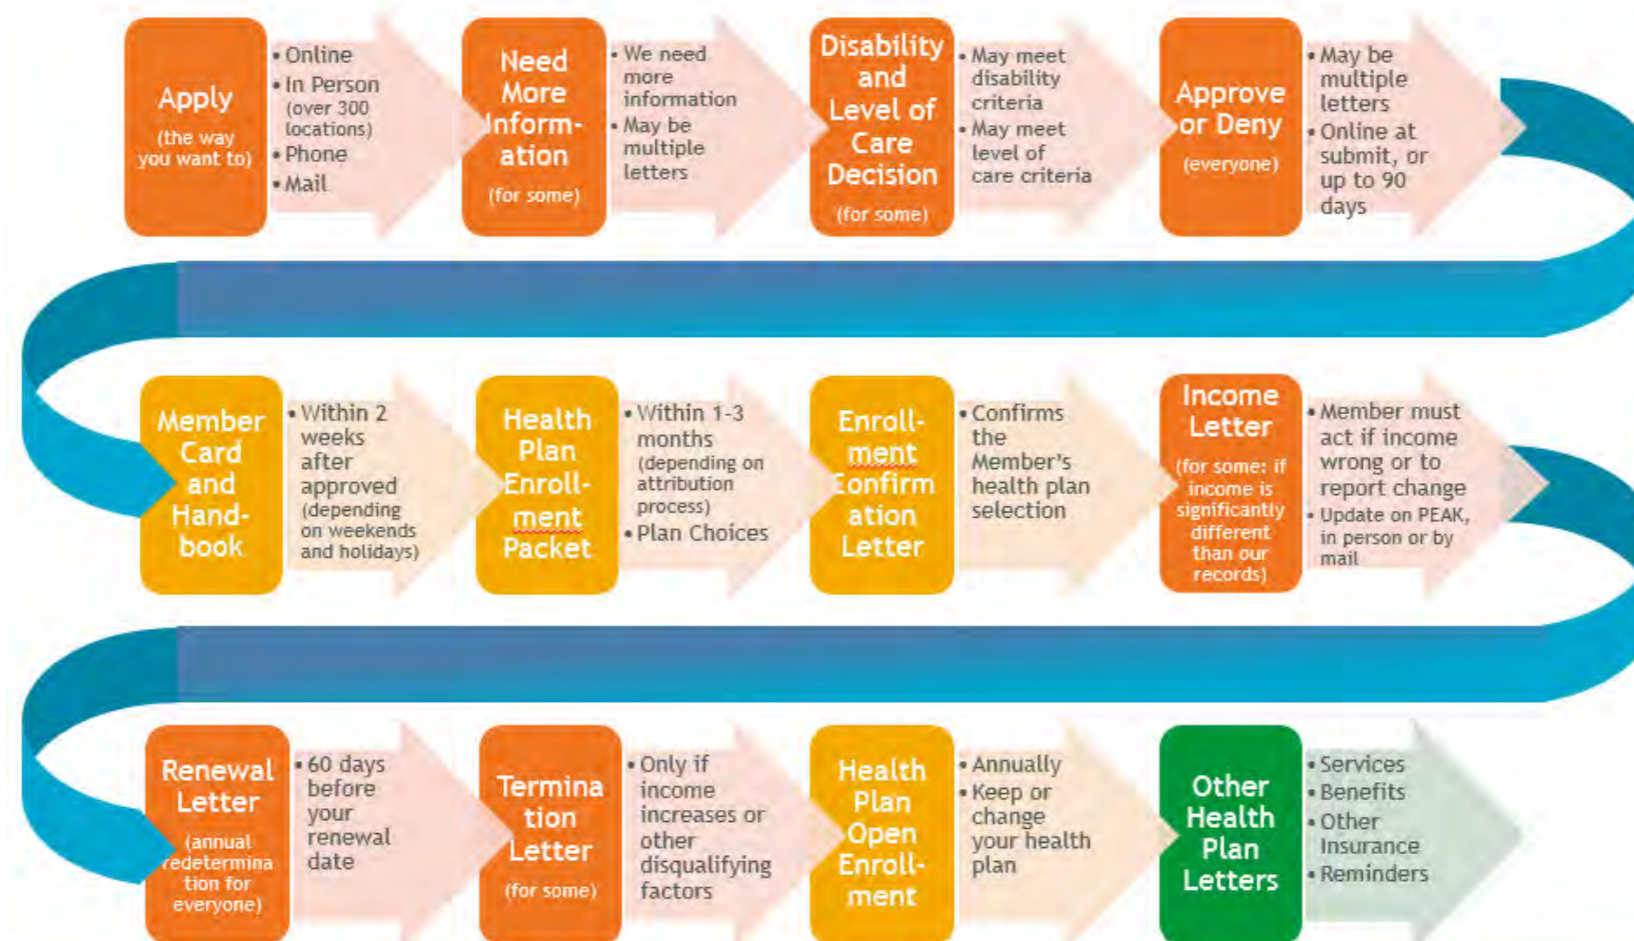 Apply
(the way
you want to)
• Online
• In Person
(over 300
locations)
• Phone
• Mail
Need
More
Inform-
ation
(for some)
• We need
more
information
• May be
multiple
letters
Disability
and
Level of
Care
Decision
(for some)
• May meet
disability
criteria
• May meet
level of
care criteria
Approve
or Deny
(everyone)
• May be
multiple
letters
• Online at
submit, or
up to 90
days
Member
Card
and
Hand-
book
• Within 2
weeks
after
approved
(depending
on weekends
and holidays)
Health
Plan
Enroll-
ment
Packet
• Within 1-3
months
(depending on
attribution
process)
• Plan Choices
Enroll-
ment
Confirm
ation
Letter
• Confirms
the
Member's
health plan
selection
Income
Letter
(for some: if
income is
significantly
different
than our
records)
• Member must
act if income
wrong or to
report change
• Update on PEAK,
in person or by
mail
Renewal
Letter
(annual
redetermina
tion for
everyone)
• 60 days
before
your
renewal
date
Termina
tion
Letter
(for some)
• Only if
income
increases or
other
disqualifying
factors
Health
Plan
Open
Enroll-
ment
• Annually
• Keep or
change
your health
plan
Other
Health
Plan
Letters
• Services
• Benefits
• Other
Insurance
• Reminders